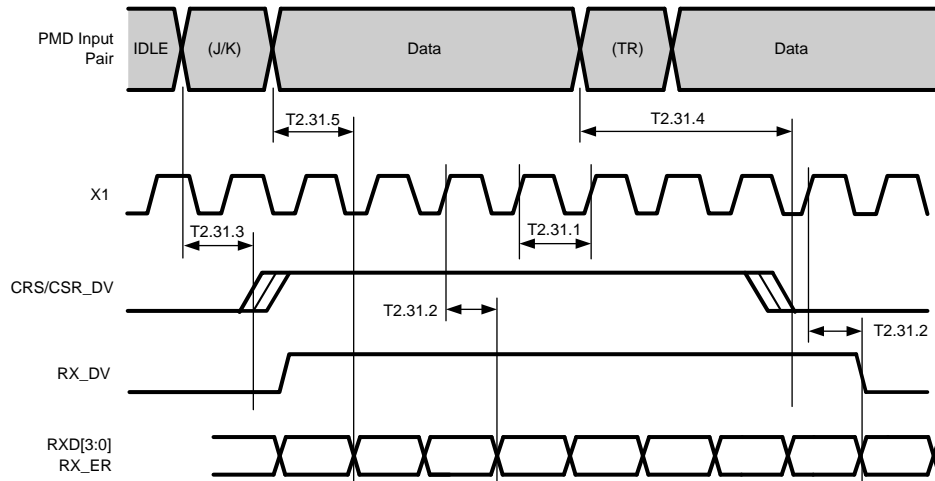 PMD Input
Pair
IDLE
(J/K)
Data
(TR)
Data
T2.31.5
T2.31.4
X1
T2.31.3
T2.31.1
CRS/CSR_DV
T2.31.2
T2.31.2
RX_DV
RXD[3:0]
RX_ER